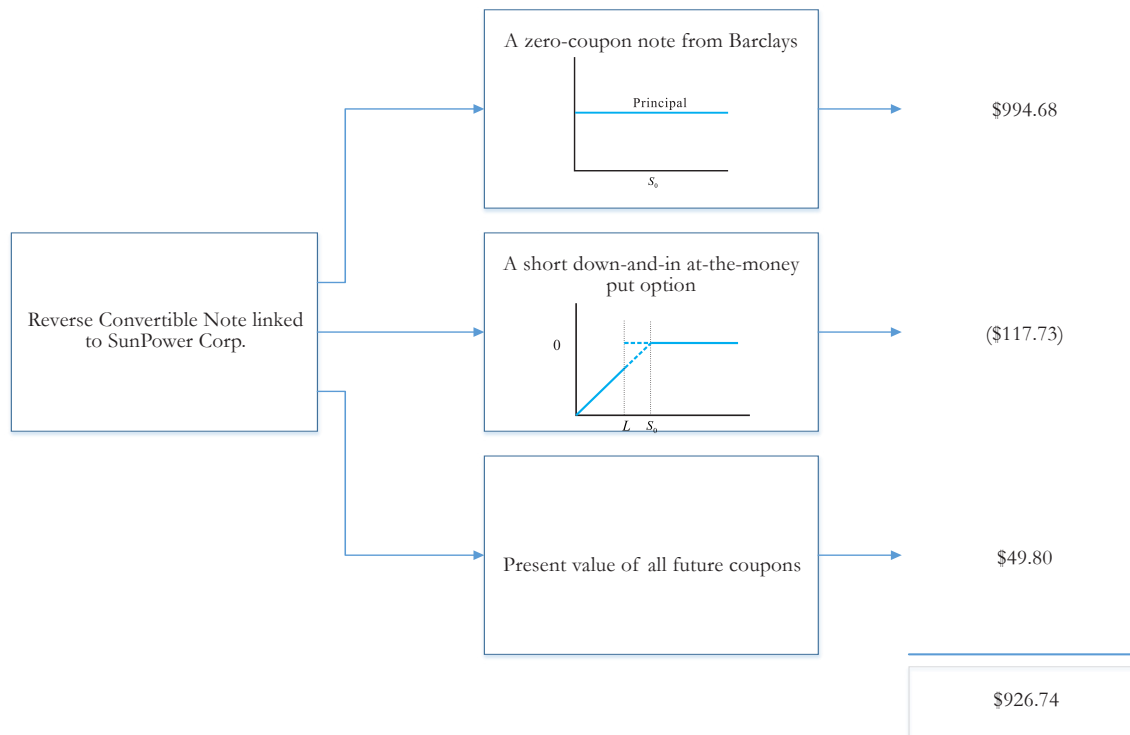 A zero-coupon note from Barclays
Principal
S₀
$994.68
Reverse Convertible Note linked
to SunPower Corp.
A short down-and-in at-the-money
put option
0
L S₀
($117.73)
Present value of all future coupons
$49.80
$926.74